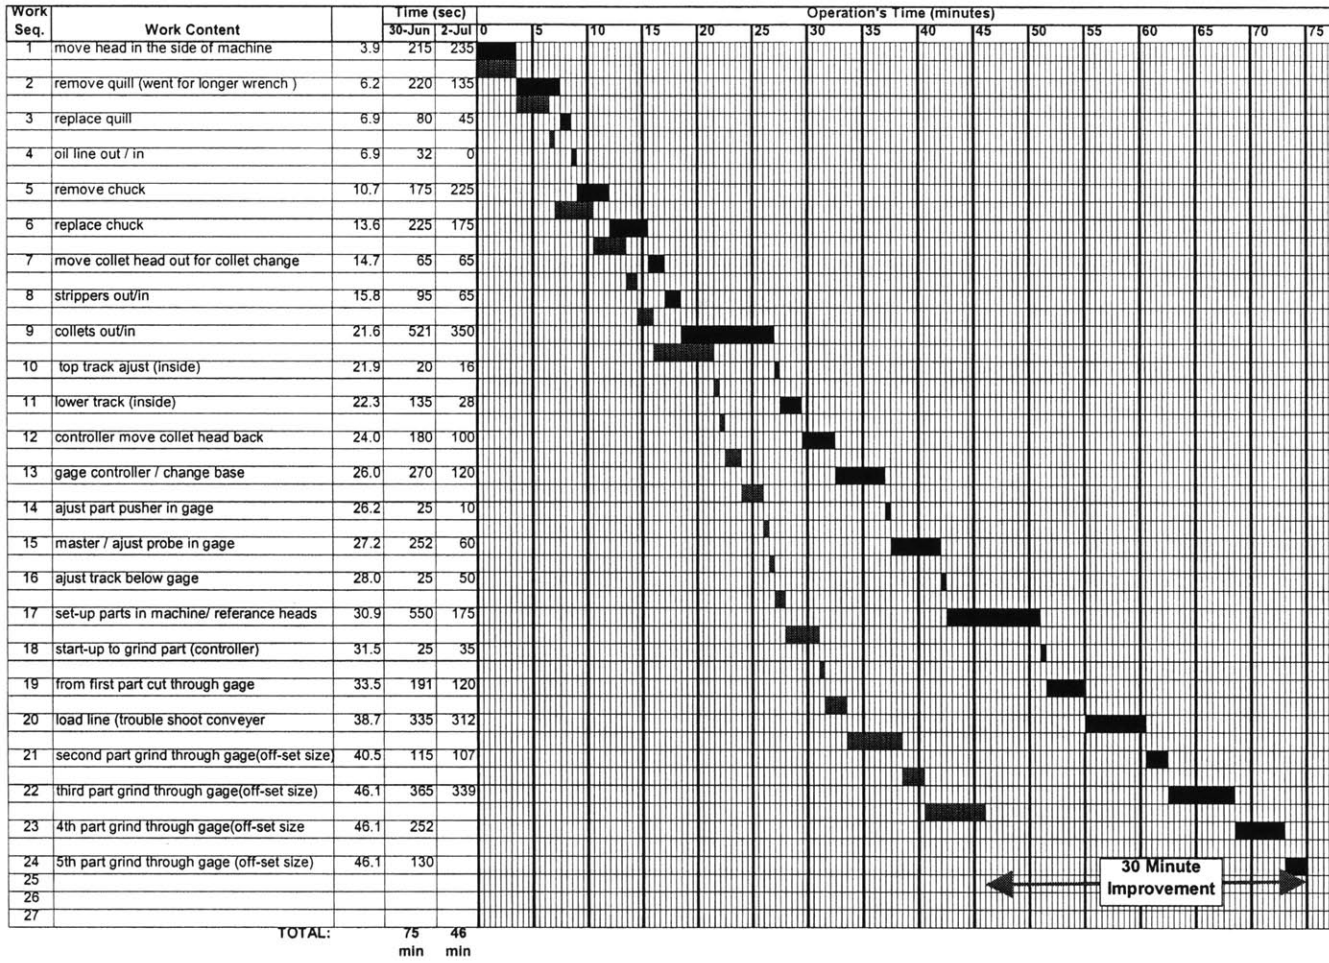 Work Time (sec) Operation's Time (minutes)
Seq. Work Content 30-Jun 2-Jul 0 5 10 15 20 25 30 35 40 45 50 55 60 65 70 75
1 move head in the side of machine 3.9 215 235
2 remove quill (went for longer wrench ) 6.2 220 135
3 replace quill 6.9 80 45
4 oil line out / in 6.9 32 0
5 remove chuck 10.7 175 225
6 replace chuck 13.6 225 175
7 move collet head out for collet change 14.7 65 65
8 strippers out/in 15.8 95 65
9 collets out/in 21.6 521 350
10 top track ajust (inside) 21.9 20 16
11 lower track (inside) 22.3 135 28
12 controller move collet head back 24.0 180 100
13 gage controller / change base 26.0 270 120
14 ajust part pusher in gage 26.2 25 10
15 master / ajust probe in gage 27.2 252 60
16 ajust track below gage 28.0 25 50
17 set-up parts in machine/ referance heads 30.9 550 175
18 start-up to grind part (controller) 31.5 25 35
19 from first part cut through gage 33.5 191 120
20 load line (trouble shoot conveyer 38.7 335 312
21 second part grind through gage(off-set size) 40.5 115 107
22 third part grind through gage(off-set size) 46.1 365 339
23 4th part grind through gage(off-set size 46.1 252
24 5th part grind through gage (off-set size) 46.1 130
30 Minute
Improvement
25
26
27
TOTAL: 75 46
min min